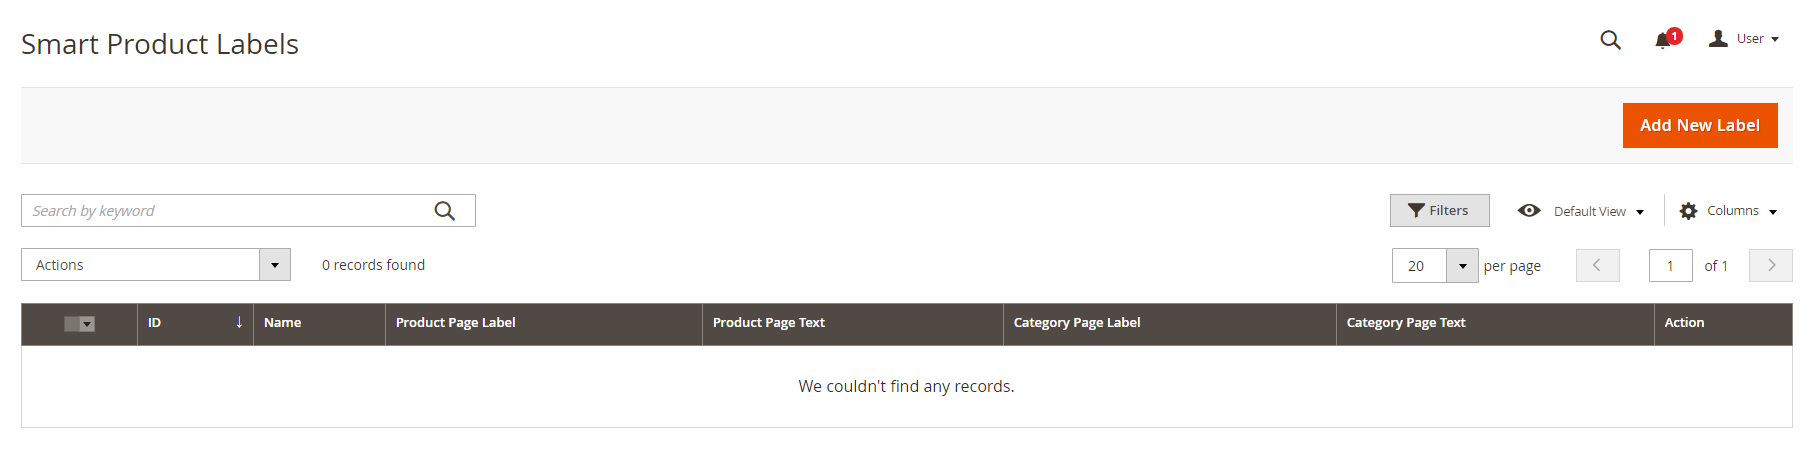 Smart Product Labels
1
User
Add New Label
Search by keyword
Filters
Default View
Columns
Actions
0 records found
20
per page
1
of 1
ID
Name
Product Page Label
Product Page Text
Category Page Label
Category Page Text
Action
We couldn't find any records.